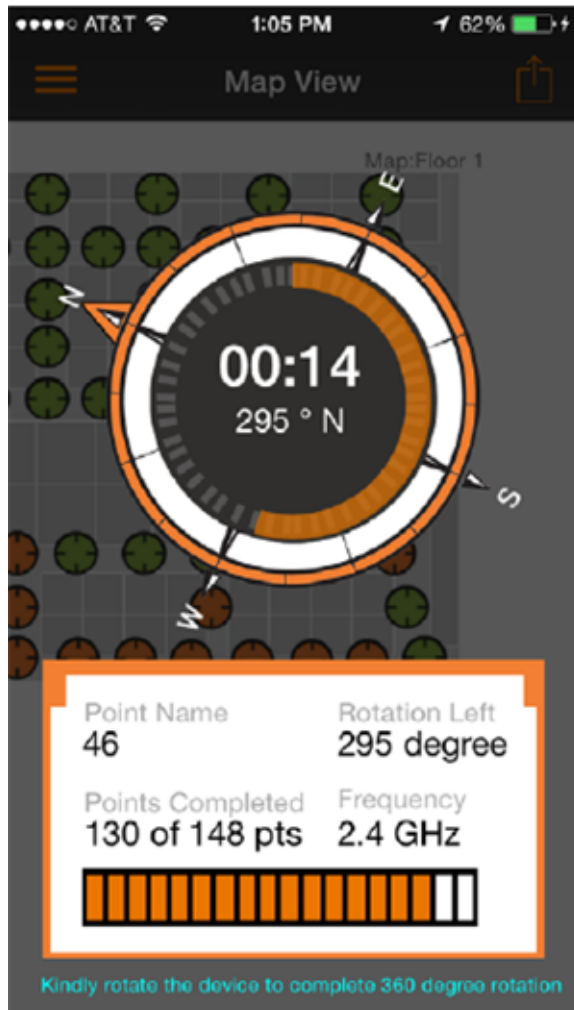 AT&T 1:05 PM 62%
Map View
Map:Floor 1
E
N
00:14
295 ° N
S
W
Point Name Rotation Left
46 295 degree
Points Completed Frequency
130 of 148 pts 2.4 GHz
Kindly rotate the device to complete 360 degree rotation